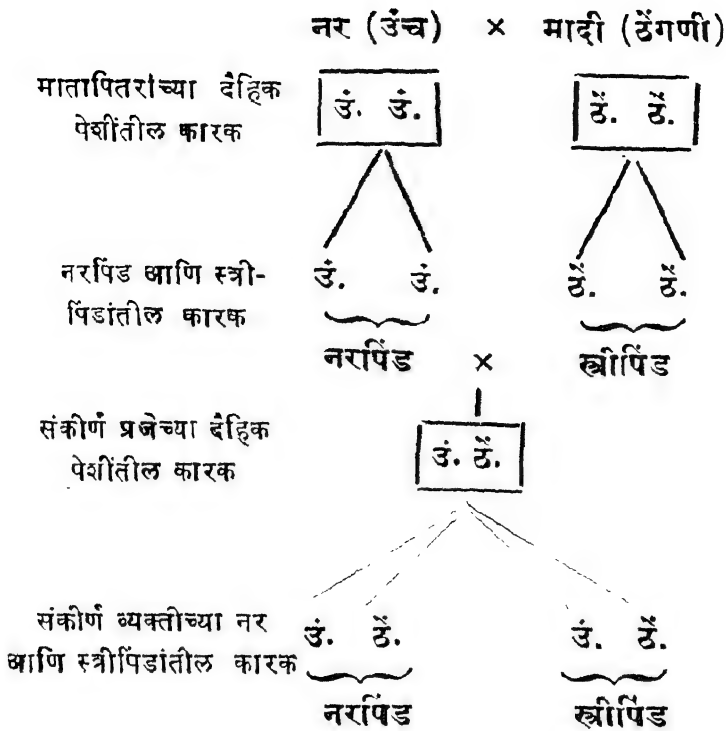 नर (उंच) × मादी (ठेंगणी)
मातापितरांच्या दैहिक
पेशींतील कारक
उं. उं.
ठें. ठें.
नरपिंड आणि स्त्री-
पिंडांतील कारक
उं. उं.
ठें. ठें.
नरपिंड × स्त्रीपिंड
संकीर्ण प्रजेच्या दैहिक
पेशींतील कारक
उं. ठें.
संकीर्ण व्यक्तीच्या नर
आणि स्त्रीपिंडांतील कारक
उं. ठें.
उं. ठें.
नरपिंड स्त्रीपिंड